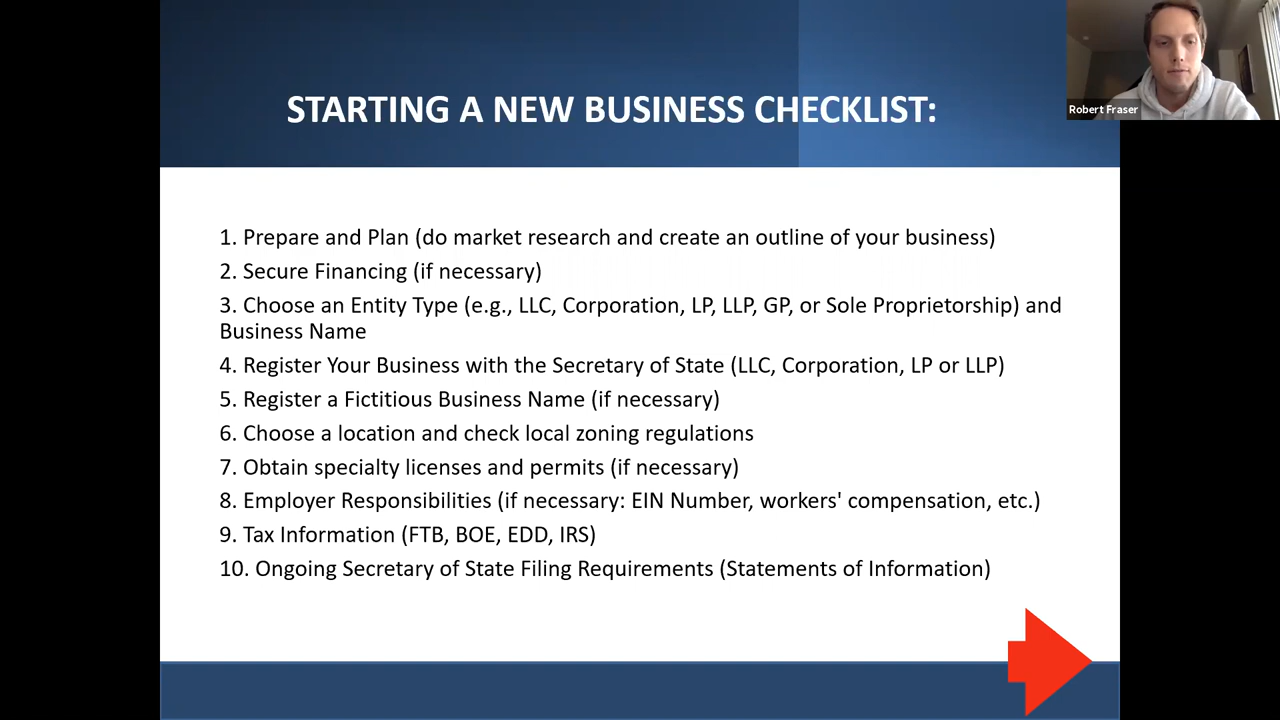 STARTING A NEW BUSINESS CHECKLIST:
Robert Fraser
1. Prepare and Plan (do market research and create an outline of your business)
2. Secure Financing (if necessary)
3. Choose an Entity Type (e.g., LLC, Corporation, LP, LLP, GP, or Sole Proprietorship) and
Business Name
4. Register Your Business with the Secretary of State (LLC, Corporation, LP or LLP)
5. Register a Fictitious Business Name (if necessary)
6. Choose a location and check local zoning regulations
7. Obtain specialty licenses and permits (if necessary)
8. Employer Responsibilities (if necessary: EIN Number, workers' compensation, etc.)
9. Tax Information (FTB, BOE, EDD, IRS)
10. Ongoing Secretary of State Filing Requirements (Statements of Information)